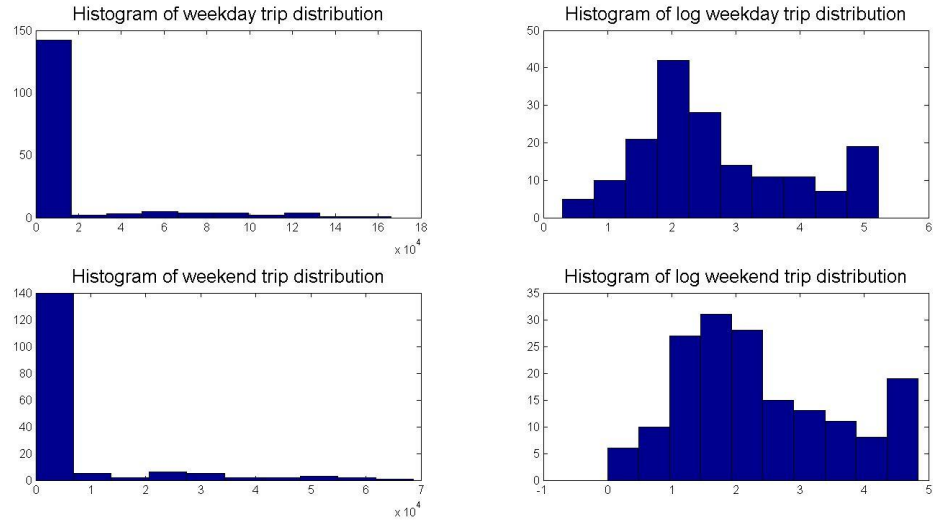 Histogram of weekday trip distribution
150
100
50
0
0 2 4 6 8 10 12 14 16 18
x 10^4
Histogram of log weekday trip distribution
50
40
30
20
10
0
0 1 2 3 4 5 6
Histogram of weekend trip distribution
140
120
100
80
60
40
20
0
0 1 2 3 4 5 6 7
x 10^4
Histogram of log weekend trip distribution
35
30
25
20
15
10
5
0
-1 0 1 2 3 4 5